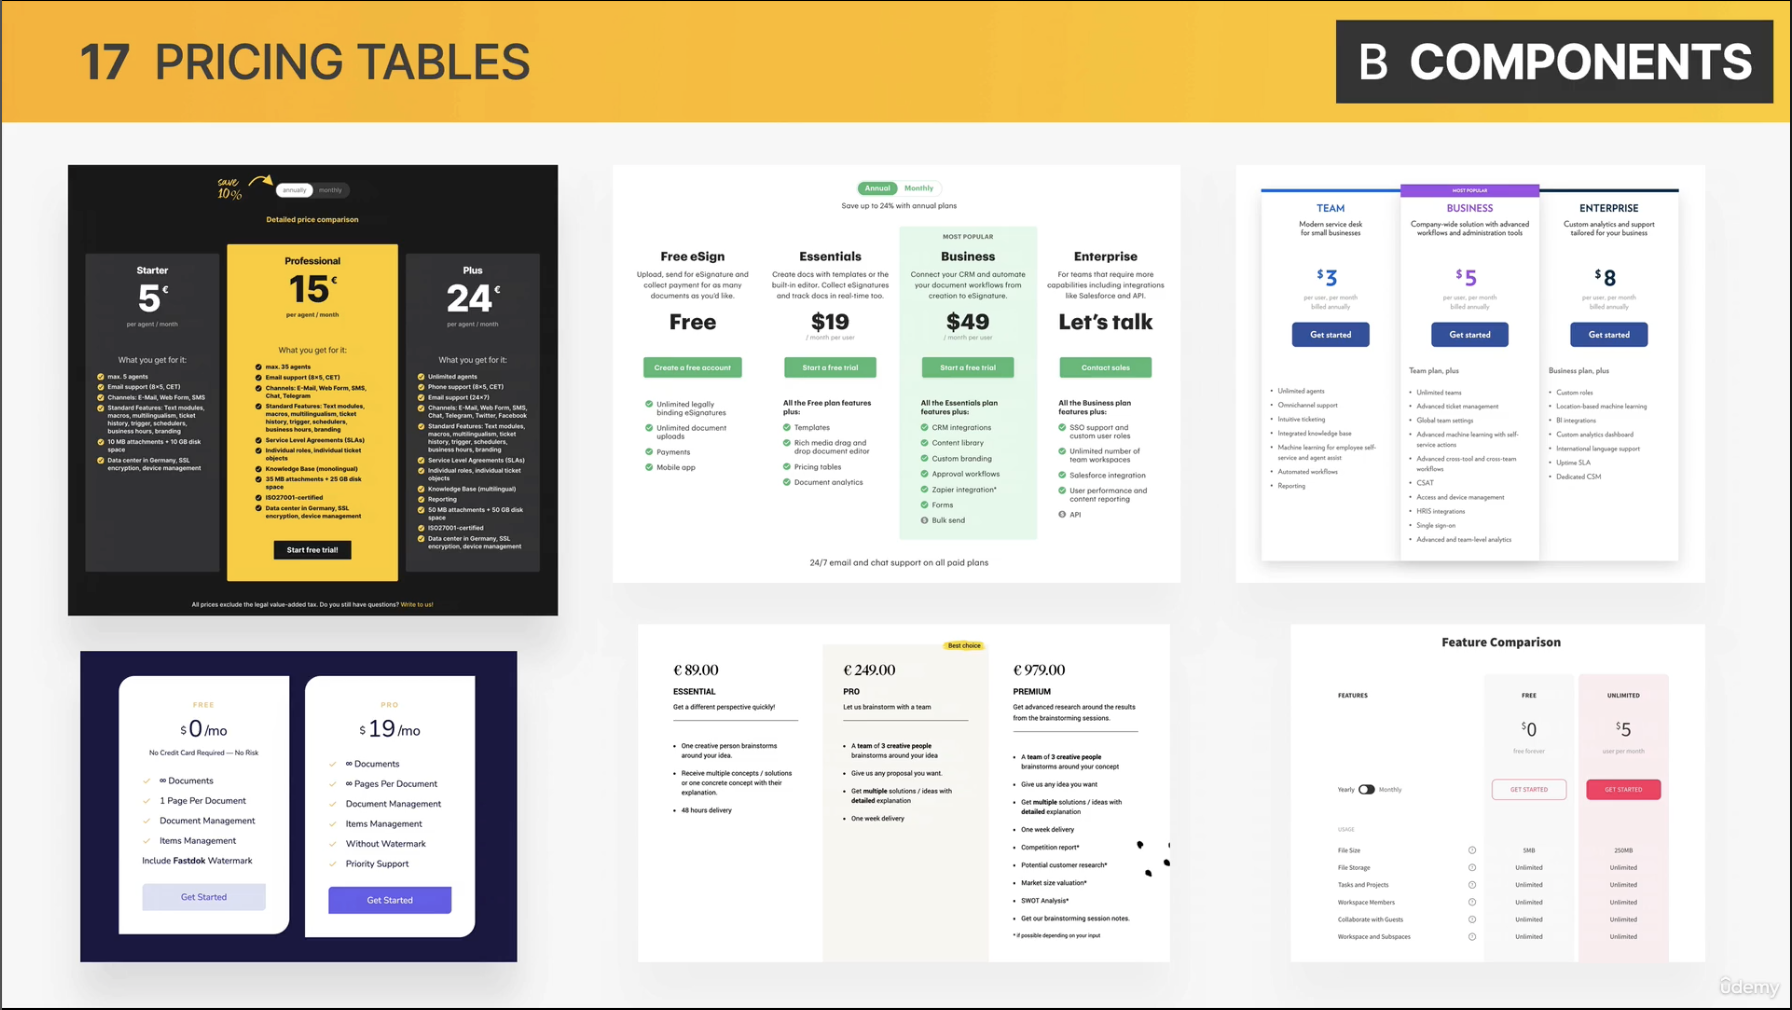 17 PRICING TABLES
B COMPONENTS
save
10%
annually monthly
Detailed price comparison
Starter
5€
per agent / month
What you get for it:
max. 5 agents
Email support (8×5, CET)
Channels: E-Mail, Web Form, SMS
Standard Features: Text modules,
macros, multilingualism, ticket
history, trigger, schedulers,
business hours, branding
10 MB attachments + 10 GB disk
space
Data center in Germany, SSL
encryption, device management
Professional
15€
per agent / month
What you get for it:
max. 35 agents
Email support (8×5, CET)
Channels: E-Mail, Web Form, SMS,
Chat, Telegram
Standard Features: Text modules,
macros, multilingualism, ticket
history, trigger, schedulers,
business hours, branding
Service Level Agreements (SLAs)
Individual roles, individual ticket
objects
Knowledge Base (monolingual)
35 MB attachments + 25 GB disk
space
ISO27001-certified
Data center in Germany, SSL
encryption, device management
Start free trial!
Plus
24€
per agent / month
What you get for it:
Unlimited agents
Phone support (8×5, CET)
Email support (24×7)
Channels: E-Mail, Web Form, SMS,
Chat, Telegram, Twitter, Facebook
Standard Features: Text modules,
macros, multilingualism, ticket
history, trigger, schedulers,
business hours, branding
Service Level Agreements (SLAs)
Individual roles, individual ticket
objects
Knowledge Base (multilingual)
Reporting
50 MB attachments + 50 GB disk
space
ISO27001-certified
Data center in Germany, SSL
encryption, device management
All prices exclude the legal value-added tax. Do you still have questions? Write to us!
Annual Monthly
Save up to 24% with annual plans
Free eSign
Upload, send for eSignature and
collect payment for as many
documents as you'd like.
Free
Create a free account
Unlimited legally
binding eSignatures
Unlimited document
uploads
Payments
Mobile app
Essentials
Create docs with templates or the
built-in editor. Collect eSignatures
and track docs in real-time too.
$19
/ month per user
Start a free trial
All the Free plan features
plus:
Templates
Rich media drag and
drop document editor
Pricing tables
Document analytics
MOST POPULAR
Business
Connect your CRM and automate
your document workflows from
creation to eSignature.
$49
/ month per user
Start a free trial
All the Essentials plan
features plus:
CRM integrations
Content library
Custom branding
Approval workflows
Zapier integration*
Forms
Bulk send
Enterprise
For teams that require more
capabilities including integrations
like Salesforce and API.
Let's talk
Contact sales
All the Business plan
features plus:
SSO support and
custom user roles
Unlimited number of
team workspaces
Salesforce integration
User performance and
content reporting
API
24/7 email and chat support on all paid plans
TEAM
Modern service desk
for small businesses
$3
per user, per month
billed annually
Get started
• Unlimited agents
• Omnichannel support
• Intuitive ticketing
• Integrated knowledge base
• Machine learning for employee self-
service and agent assist
• Automated workflows
• Reporting
MOST POPULAR
BUSINESS
Company-wide solution with advanced
workflows and administration tools
$5
per user, per month
billed annually
Get started
Team plan, plus
• Unlimited teams
• Advanced ticket management
• Global team settings
• Advanced machine learning with self-
service actions
• Advanced cross-tool and cross-team
workflows
• CSAT
• Access and device management
• HRIS integrations
• Single sign-on
• Advanced and team-level analytics
ENTERPRISE
Custom analytics and support
tailored for your business
$8
per user, per month
billed annually
Get started
Business plan, plus
• Custom roles
• Location-based machine learning
• BI integrations
• Custom analytics dashboard
• International language support
• Uptime SLA
• Dedicated CSM
FREE
$0/mo
No Credit Card Required — No Risk
∞ Documents
1 Page Per Document
Document Management
Items Management
Include Fastdok Watermark
Get Started
PRO
$19/mo
∞ Documents
∞ Pages Per Document
Document Management
Items Management
Without Watermark
Priority Support
Get Started
€ 89.00
ESSENTIAL
Get a different perspective quickly!
• One creative person brainstorms
around your idea.
• Receive multiple concepts / solutions
or one concrete concept with their
explanation.
• 48 hours delivery
Best choice
€ 249.00
PRO
Let us brainstorm with a team
• A team of 3 creative people
brainstorms around your idea
• Give us any proposal you want.
• Get multiple solutions / ideas with
detailed explanation
• One week delivery
€ 979.00
PREMIUM
Get advanced research around the results
from the brainstorming sessions.
• A team of 3 creative people
brainstorms around your concept
• Give us any idea you want
• Get multiple solutions / ideas with
detailed explanation
• One week delivery
• Competition report*
• Potential customer research*
• Market size valuation*
• SWOT Analysis*
• Get our brainstorming session notes.
* if possible depending on your input
Feature Comparison
FEATURES FREE UNLIMITED
$0 $5
free forever user per month
Yearly Monthly GET STARTED GET STARTED
USAGE
File Size 5MB 250MB
File Storage Unlimited Unlimited
Tasks and Projects Unlimited Unlimited
Workspace Members Unlimited Unlimited
Collaborate with Guests Unlimited Unlimited
Workspace and Subspaces Unlimited Unlimited
udemy